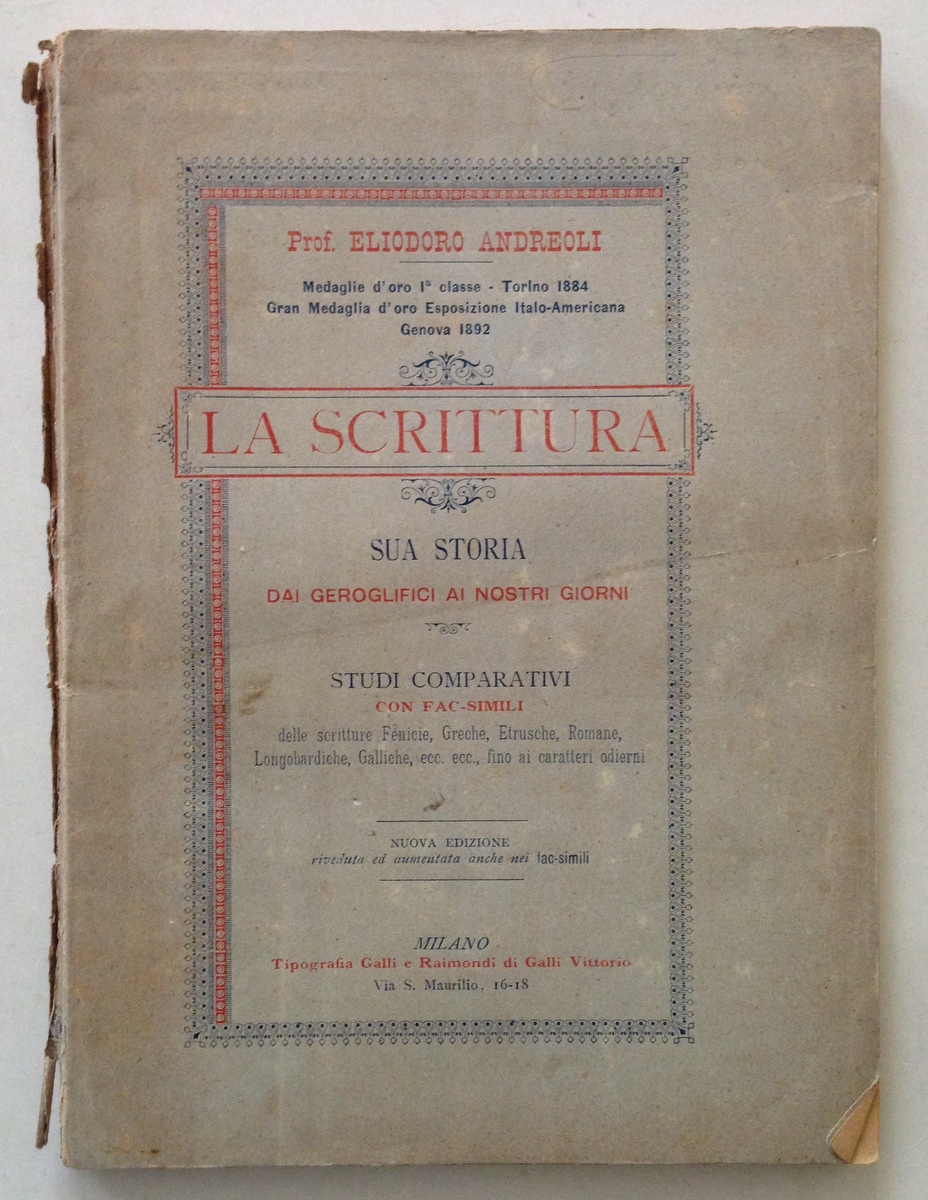 Prof. ELIODORO ANDREOLI
Medaglie d'oro 1ª classe - Torino 1884
Gran Medaglia d'oro Esposizione Italo-Americana
Genova 1892
LA SCRITTURA
SUA STORIA
DAI GEROGLIFICI AI NOSTRI GIORNI
STUDI COMPARATIVI
CON FAC-SIMILI
delle scritture Fenicie, Greche, Etrusche, Romane,
Longobardiche, Galliche, ecc. ecc., fino ai caratteri odierni
NUOVA EDIZIONE
riveduta ed aumentata anche nei fac-simili
MILANO
Tipografia Galli e Raimondi di Galli Vittorio
Via S. Maurilio, 16-18